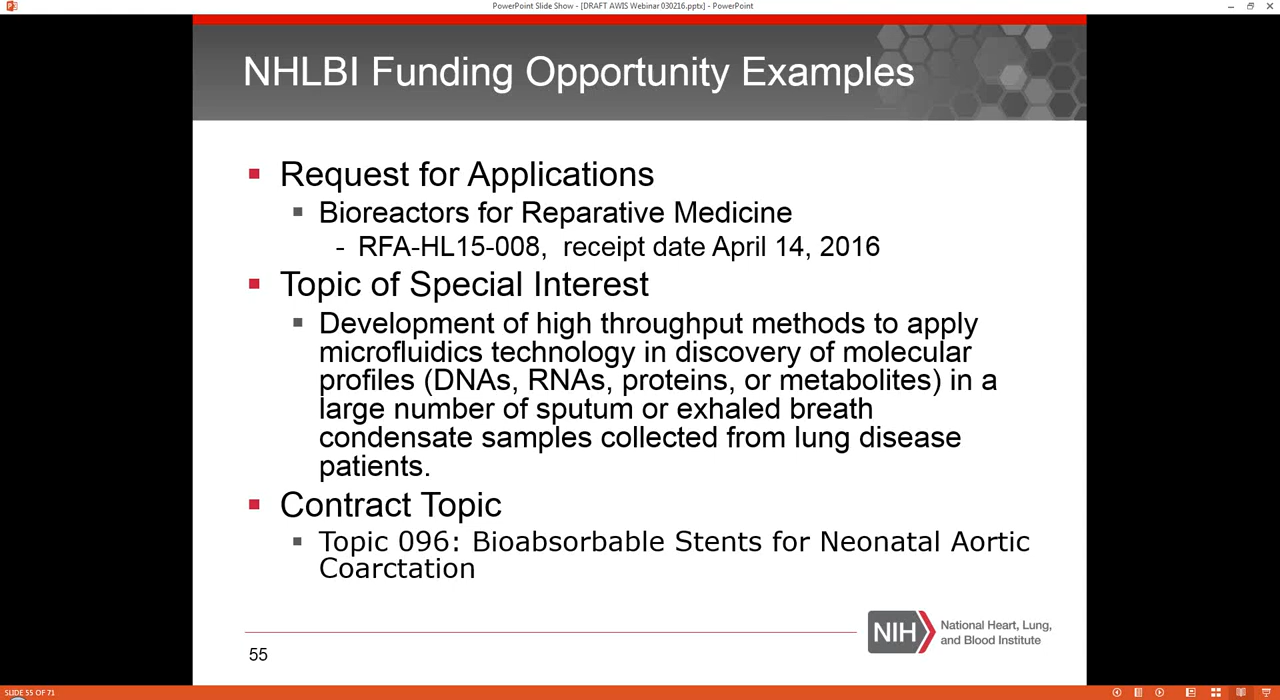 PowerPoint Slide Show - [DRAFT AWIS Webinar 030216.pptx] - PowerPoint
NHLBI Funding Opportunity Examples
Request for Applications
Bioreactors for Reparative Medicine
- RFA-HL15-008, receipt date April 14, 2016
Topic of Special Interest
Development of high throughput methods to apply
microfluidics technology in discovery of molecular
profiles (DNAs, RNAs, proteins, or metabolites) in a
large number of sputum or exhaled breath
condensate samples collected from lung disease
patients.
Contract Topic
Topic 096: Bioabsorbable Stents for Neonatal Aortic
Coarctation
NIH National Heart, Lung,
and Blood Institute
55
SLIDE 55 OF 71